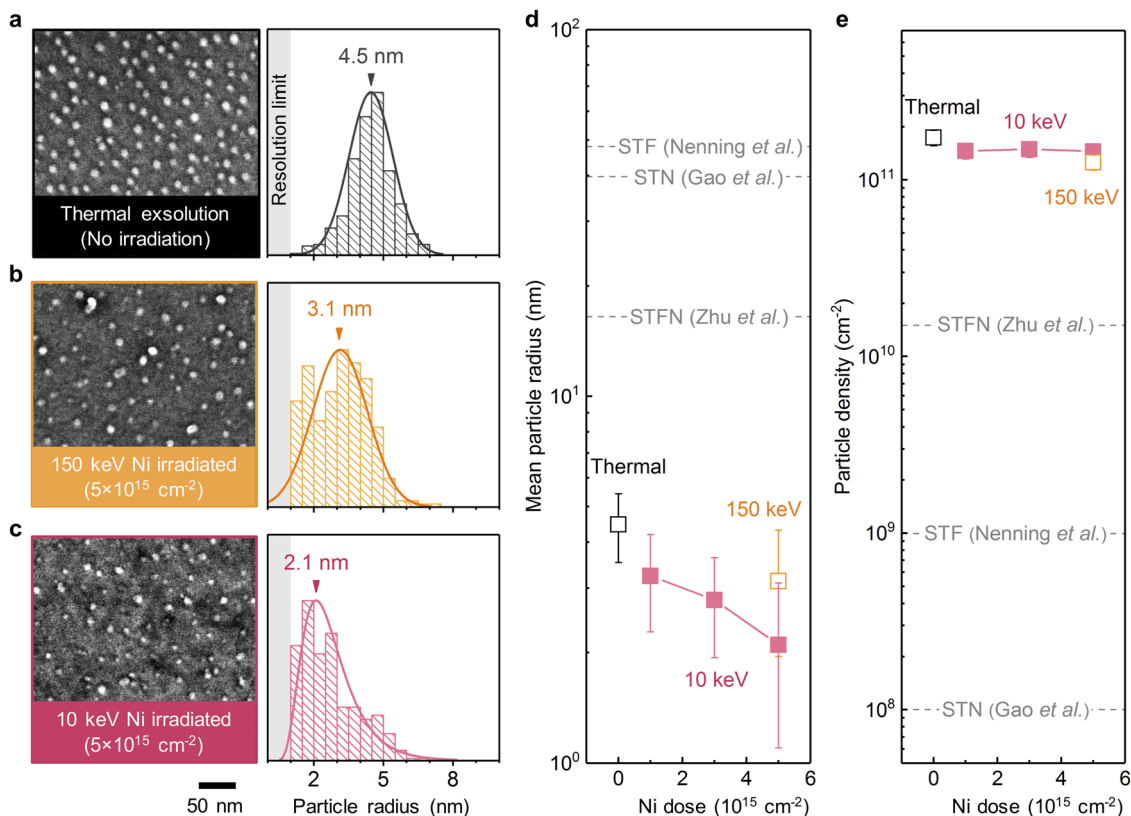 a
Thermal exsolution
(No irradiation)
Resolution limit
4.5 nm
b
150 keV Ni irradiated
(5×10¹⁵ cm⁻²)
3.1 nm
c
10 keV Ni irradiated
(5×10¹⁵ cm⁻²)
50 nm
2.1 nm
2 4 6 8
Particle radius (nm)
d
Mean particle radius (nm)
10²
10¹
10⁰
STF (Nenning et al.)
STN (Gao et al.)
STFN (Zhu et al.)
Thermal
150 keV
10 keV
0 2 4 6
Ni dose (10¹⁵ cm⁻²)
e
Particle density (cm⁻²)
10¹¹
10¹⁰
10⁹
10⁸
Thermal
10 keV
150 keV
STFN (Zhu et al.)
STF (Nenning et al.)
STN (Gao et al.)
0 2 4 6
Ni dose (10¹⁵ cm⁻²)